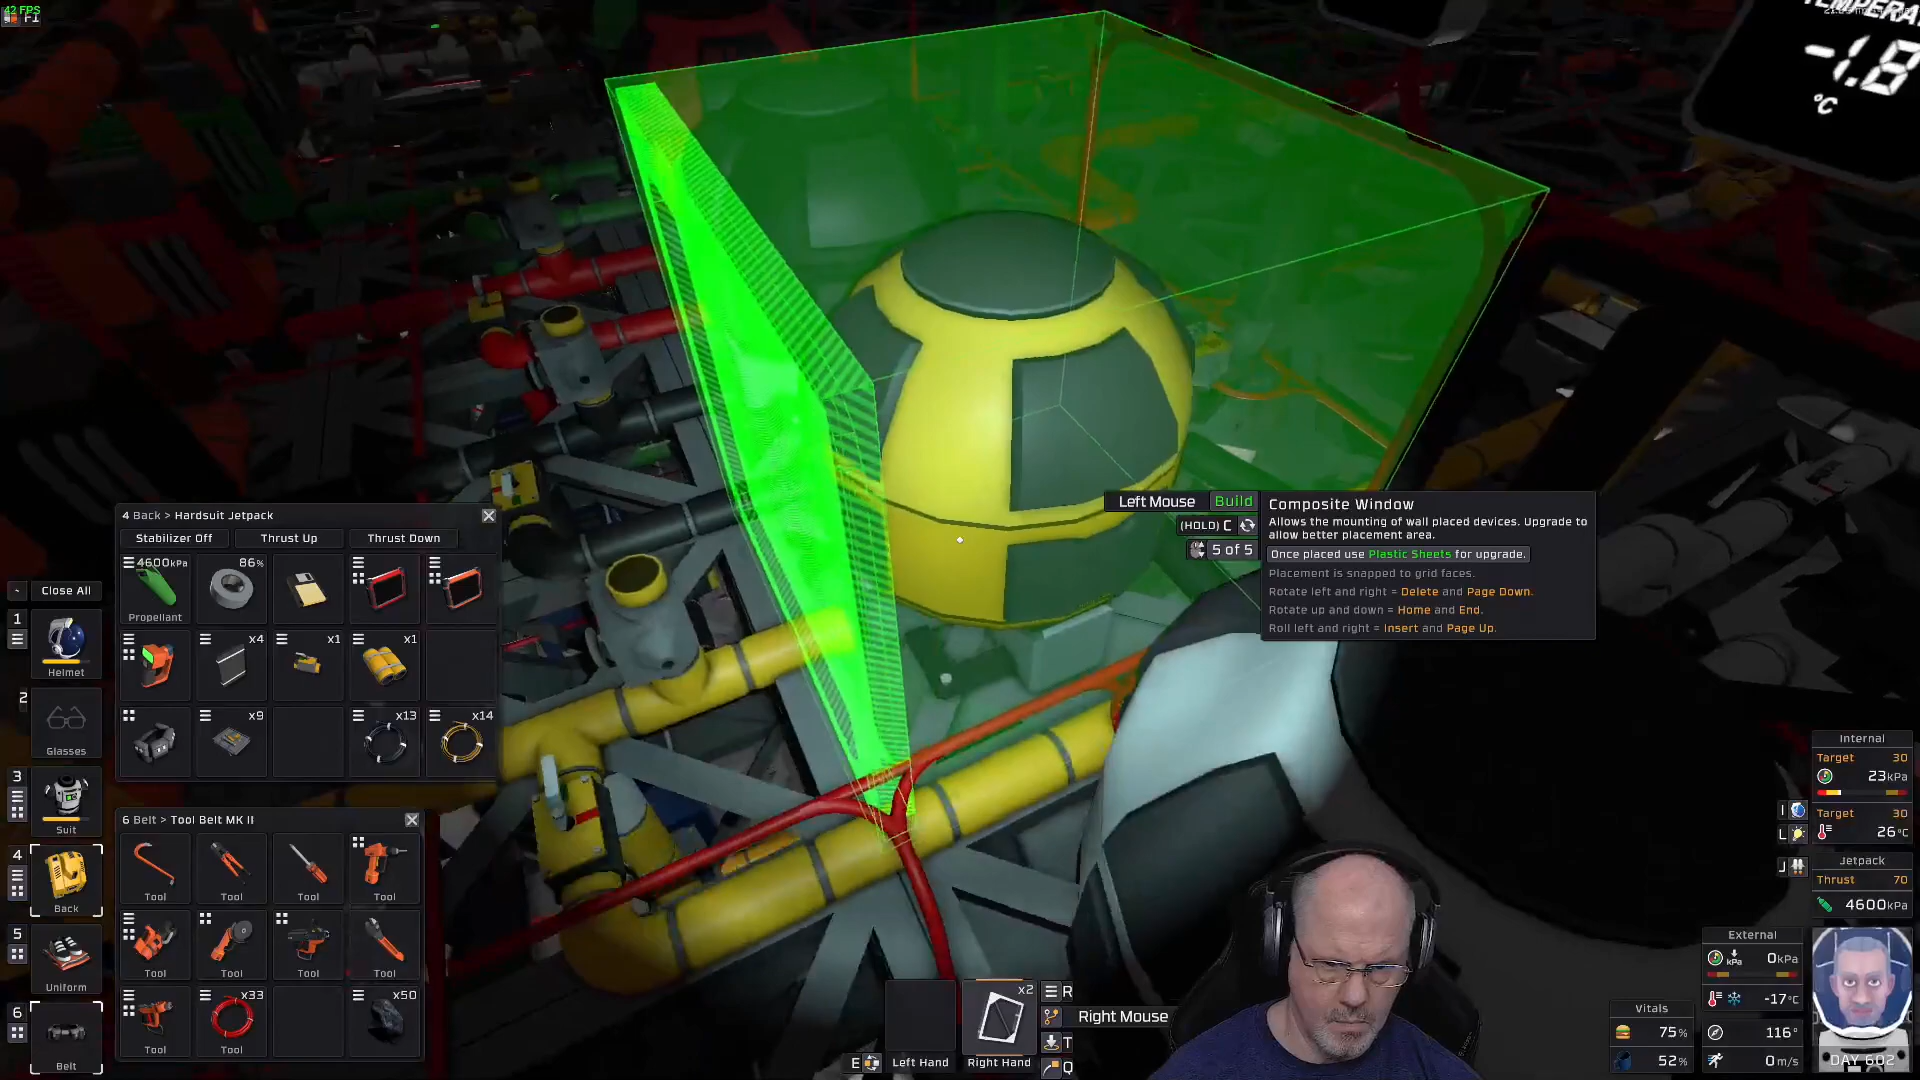 42 FPS
F1
-1.8
°C
Left Mouse Build
(HOLD) C
5 of 5
Composite Window
Allows the mounting of wall placed devices. Upgrade to
allow better placement area.
Once placed use Plastic Sheets for upgrade.
Placement is snapped to grid faces.
Rotate left and right = Delete and Page Down.
Rotate up and down = Home and End.
Roll left and right = Insert and Page Up.
4 Back > Hardsuit Jetpack
Stabilizer Off
Thrust Up
Thrust Down
4600kPa
86%
Propellant
x4
x1
x1
x9
x13
x14
~
Close All
1
Helmet
2
Glasses
3
Suit
4
Back
5
Uniform
6
Belt
6 Belt > Tool Belt MK II
Tool
Tool
Tool
Tool
Tool
Tool
Tool
Tool
Tool
x33
Tool
x50
E
Left Hand
x2
Right Hand
R
Right Mouse
T
Q
Internal
Target 30
23kPa
Target 30
26°C
I
L
J
Jetpack
Thrust 70
4600kPa
External
kPa
0kPa
-17°C
116°
0m/s
Vitals
75%
52%
DAY 602